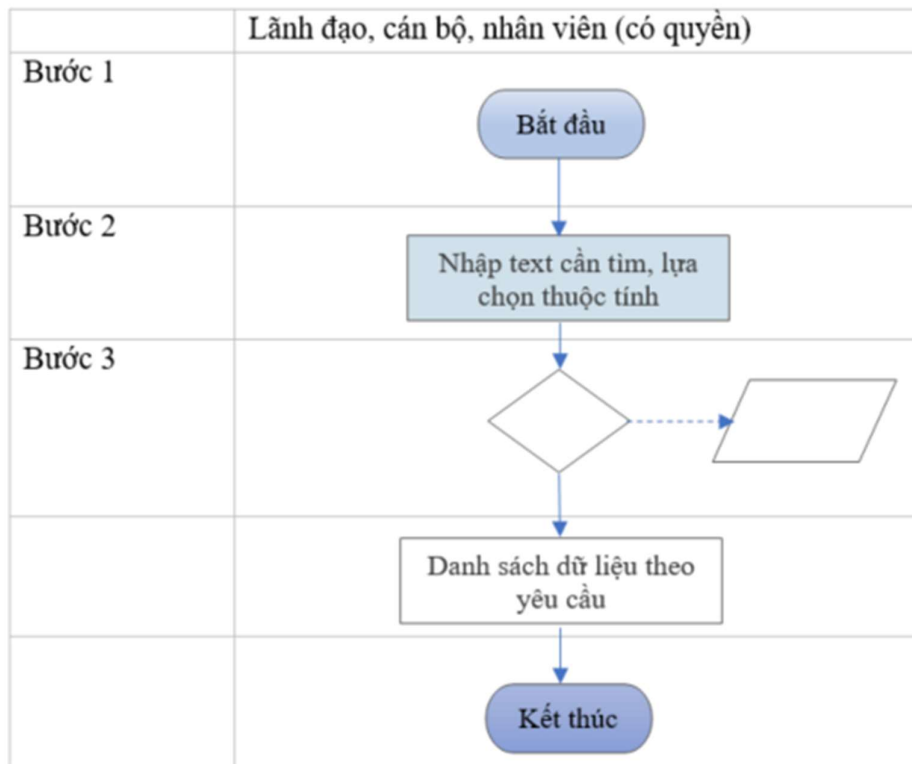 Lãnh đạo, cán bộ, nhân viên (có quyền)
Bước 1
Bắt đầu
Bước 2
Nhập text cần tìm, lựa
chọn thuộc tính
Bước 3
Danh sách dữ liệu theo
yêu cầu
Kết thúc